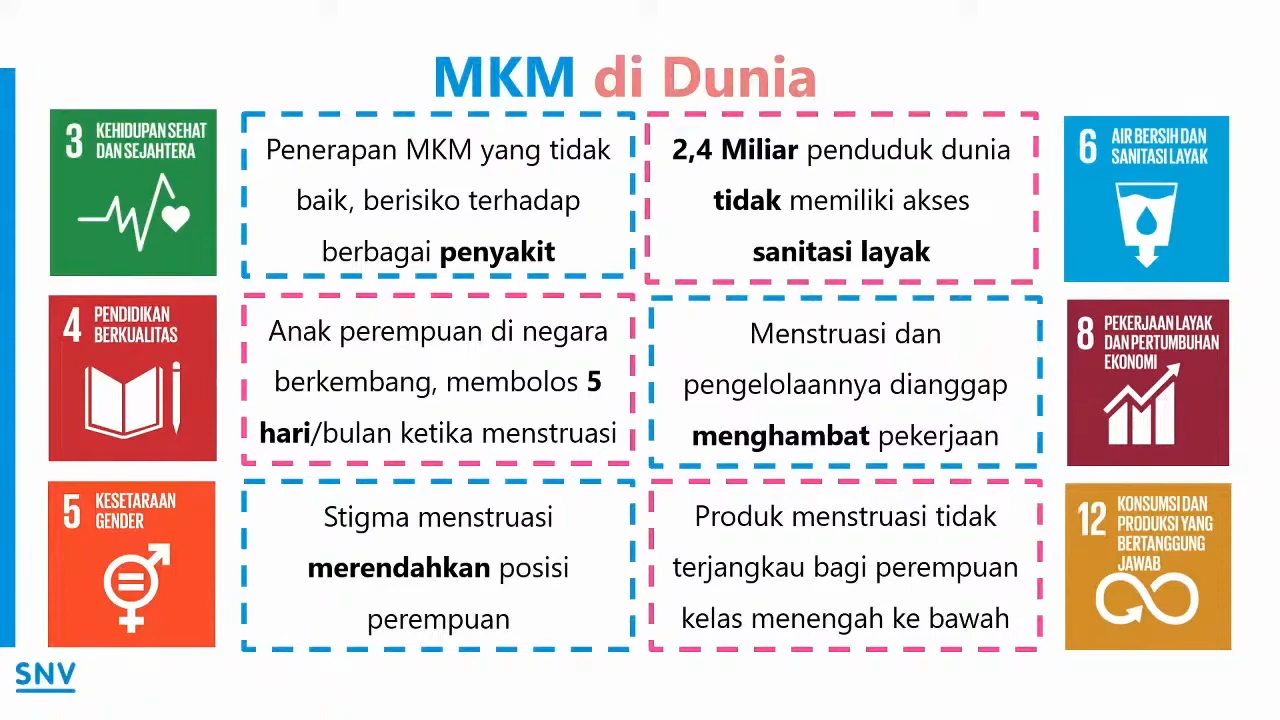 MKM di Dunia
3 KEHIDUPAN SEHAT
DAN SEJAHTERA
Penerapan MKM yang tidak
baik, berisiko terhadap
berbagai penyakit
2,4 Miliar penduduk dunia
tidak memiliki akses
sanitasi layak
6 AIR BERSIH DAN
SANITASI LAYAK
4 PENDIDIKAN
BERKUALITAS
Anak perempuan di negara
berkembang, membolos 5
hari/bulan ketika menstruasi
Menstruasi dan
pengelolaannya dianggap
menghambat pekerjaan
8 PEKERJAAN LAYAK
DAN PERTUMBUHAN
EKONOMI
5 KESETARAAN
GENDER
Stigma menstruasi
merendahkan posisi
perempuan
Produk menstruasi tidak
terjangkau bagi perempuan
kelas menengah ke bawah
12 KONSUMSI DAN
PRODUKSI YANG
BERTANGGUNG
JAWAB
SNV